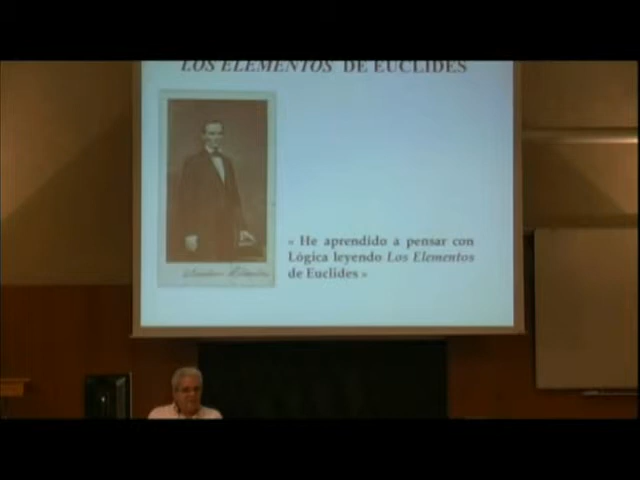 LOS ELEMENTOS DE EUCLIDES
« He aprendido a pensar con
Lógica leyendo Los Elementos
de Euclides »